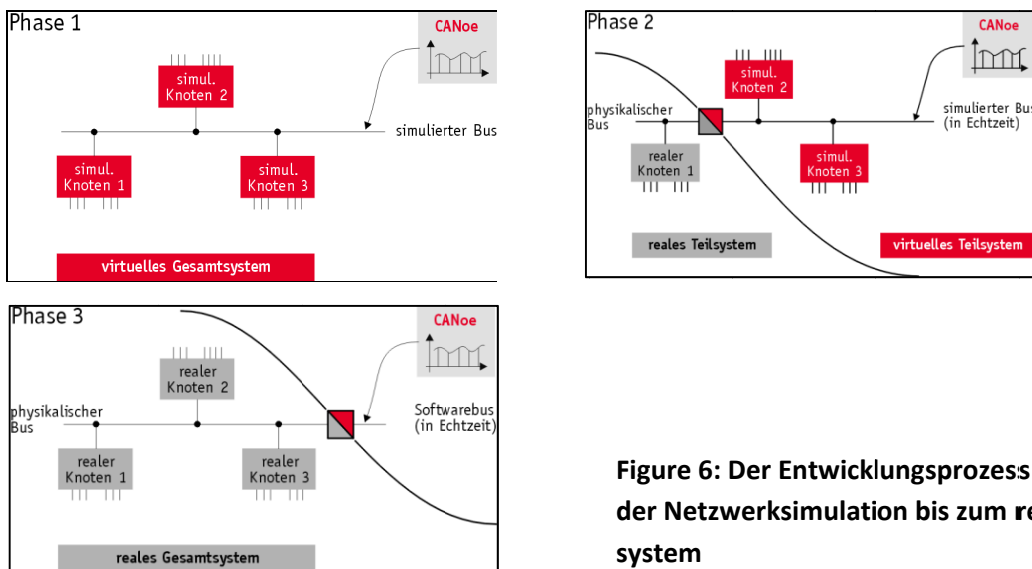 Phase 1
CANoe
simul.
Knoten 2
simulierter Bus
simul.
Knoten 1
simul.
Knoten 3
virtuelles Gesamtsystem
Phase 2
CANoe
simul.
Knoten 2
physikalischer
Bus
simulierter Bus
(in Echtzeit)
realer
Knoten 1
simul.
Knoten 3
reales Teilsystem
virtuelles Teilsystem
Phase 3
CANoe
realer
Knoten 2
physikalischer
Bus
Softwarebus
(in Echtzeit)
realer
Knoten 1
realer
Knoten 3
reales Gesamtsystem
Figure 6: Der Entwicklungsprozess
der Netzwerksimulation bis zum re
system